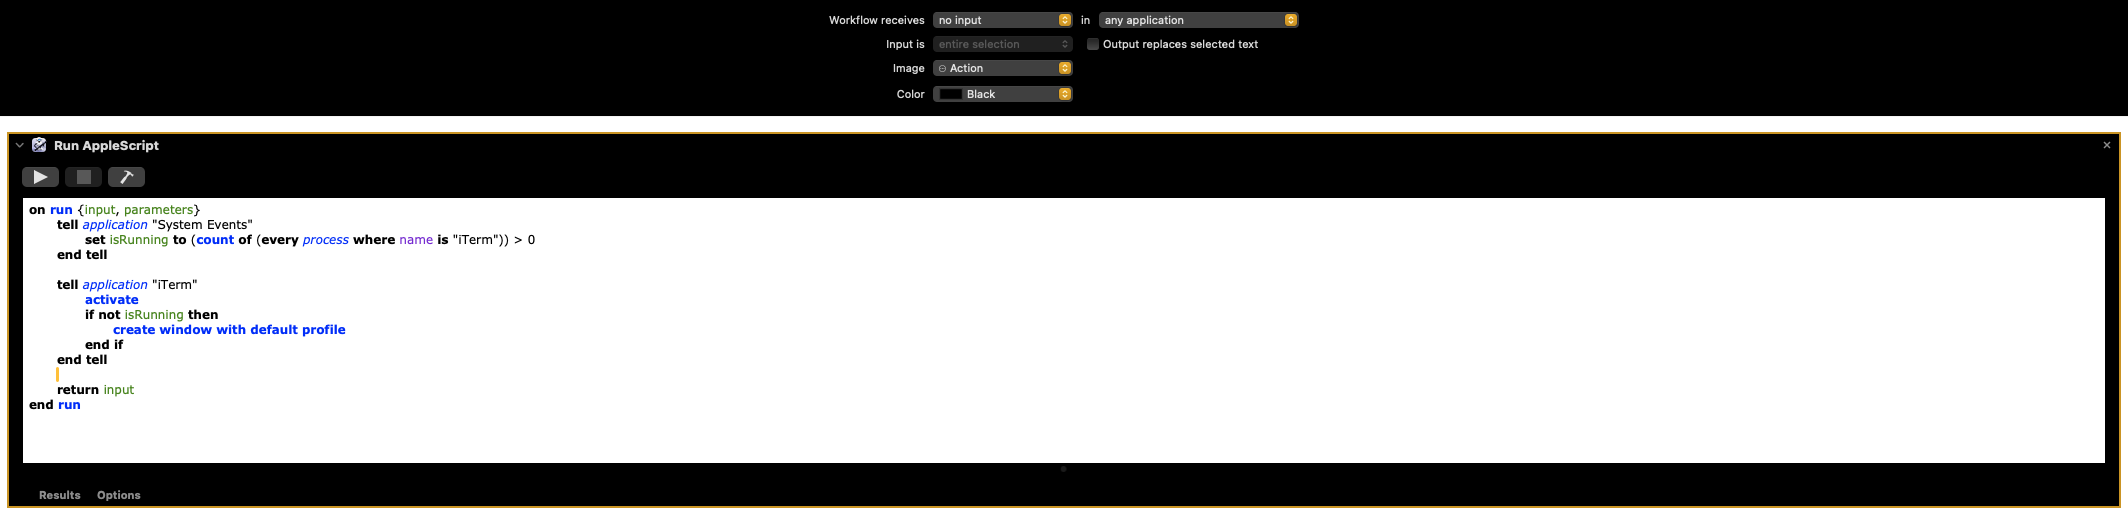 Workflow receives no input in any application
Input is entire selection Output replaces selected text
Image Action
Color Black
Run AppleScript
on run {input, parameters}
tell application "System Events"
set isRunning to (count of (every process where name is "iTerm")) > 0
end tell
tell application "iTerm"
activate
if not isRunning then
create window with default profile
end if
end tell
return input
end run
Results Options